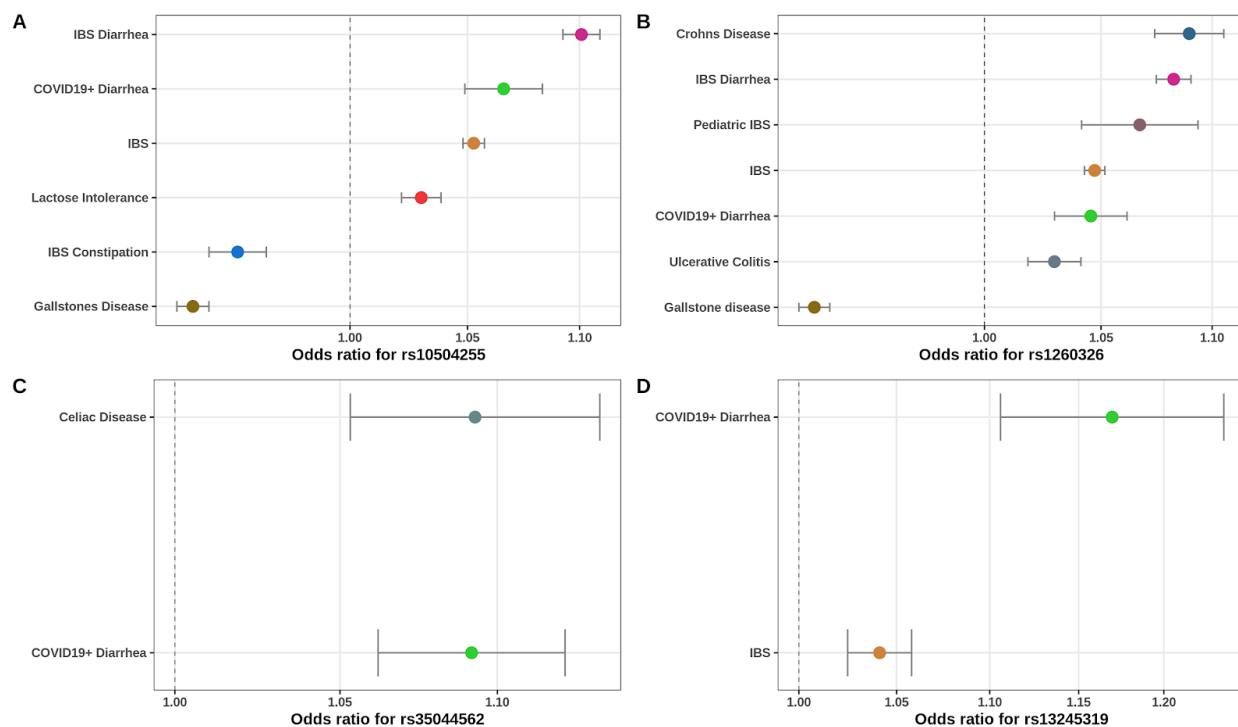 A
IBS Diarrhea
COVID19+ Diarrhea
IBS
Lactose Intolerance
IBS Constipation
Gallstones Disease
1.00 1.05 1.10
Odds ratio for rs10504255
B
Crohns Disease
IBS Diarrhea
Pediatric IBS
IBS
COVID19+ Diarrhea
Ulcerative Colitis
Gallstone disease
1.00 1.05 1.10
Odds ratio for rs1260326
C
Celiac Disease
COVID19+ Diarrhea
1.00 1.05 1.10
Odds ratio for rs35044562
D
COVID19+ Diarrhea
IBS
1.00 1.05 1.10 1.15 1.20
Odds ratio for rs13245319